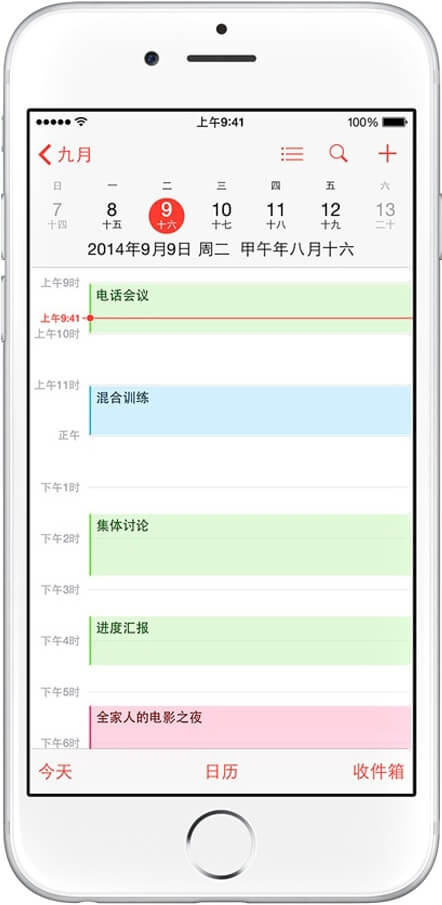 上午9:41 100%
九月
日 一 二 三 四 五 六
7 8 9 10 11 12 13
十四 十五 十六 十七 十八 十九 二十
2014年9月9日 周二 甲午年八月十六
上午9时
电话会议
上午9:41
上午10时
上午11时
混合训练
正午
下午1时
集体讨论
下午2时
下午3时
进度汇报
下午4时
下午5时
全家人的电影之夜
下午6时
今天 日历 收件箱